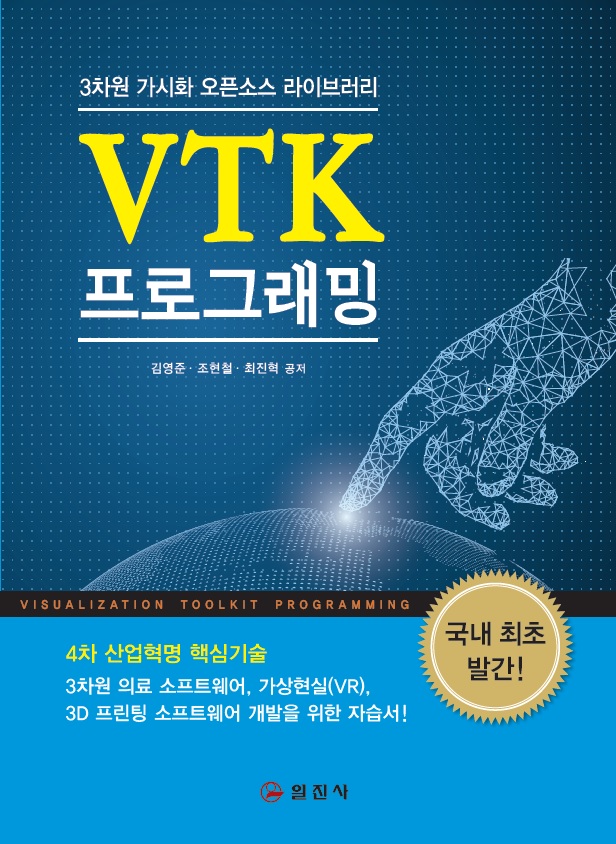 3차원 가시화 오픈소스 라이브러리
VTK
프로그래밍
김영준 · 조현철 · 최진혁 공저
VISUALIZATION TOOLKIT PROGRAMMING
국내 최초
발간!
4차 산업혁명 핵심기술
3차원 의료 소프트웨어, 가상현실(VR),
3D 프린팅 소프트웨어 개발을 위한 자습서!
일진사